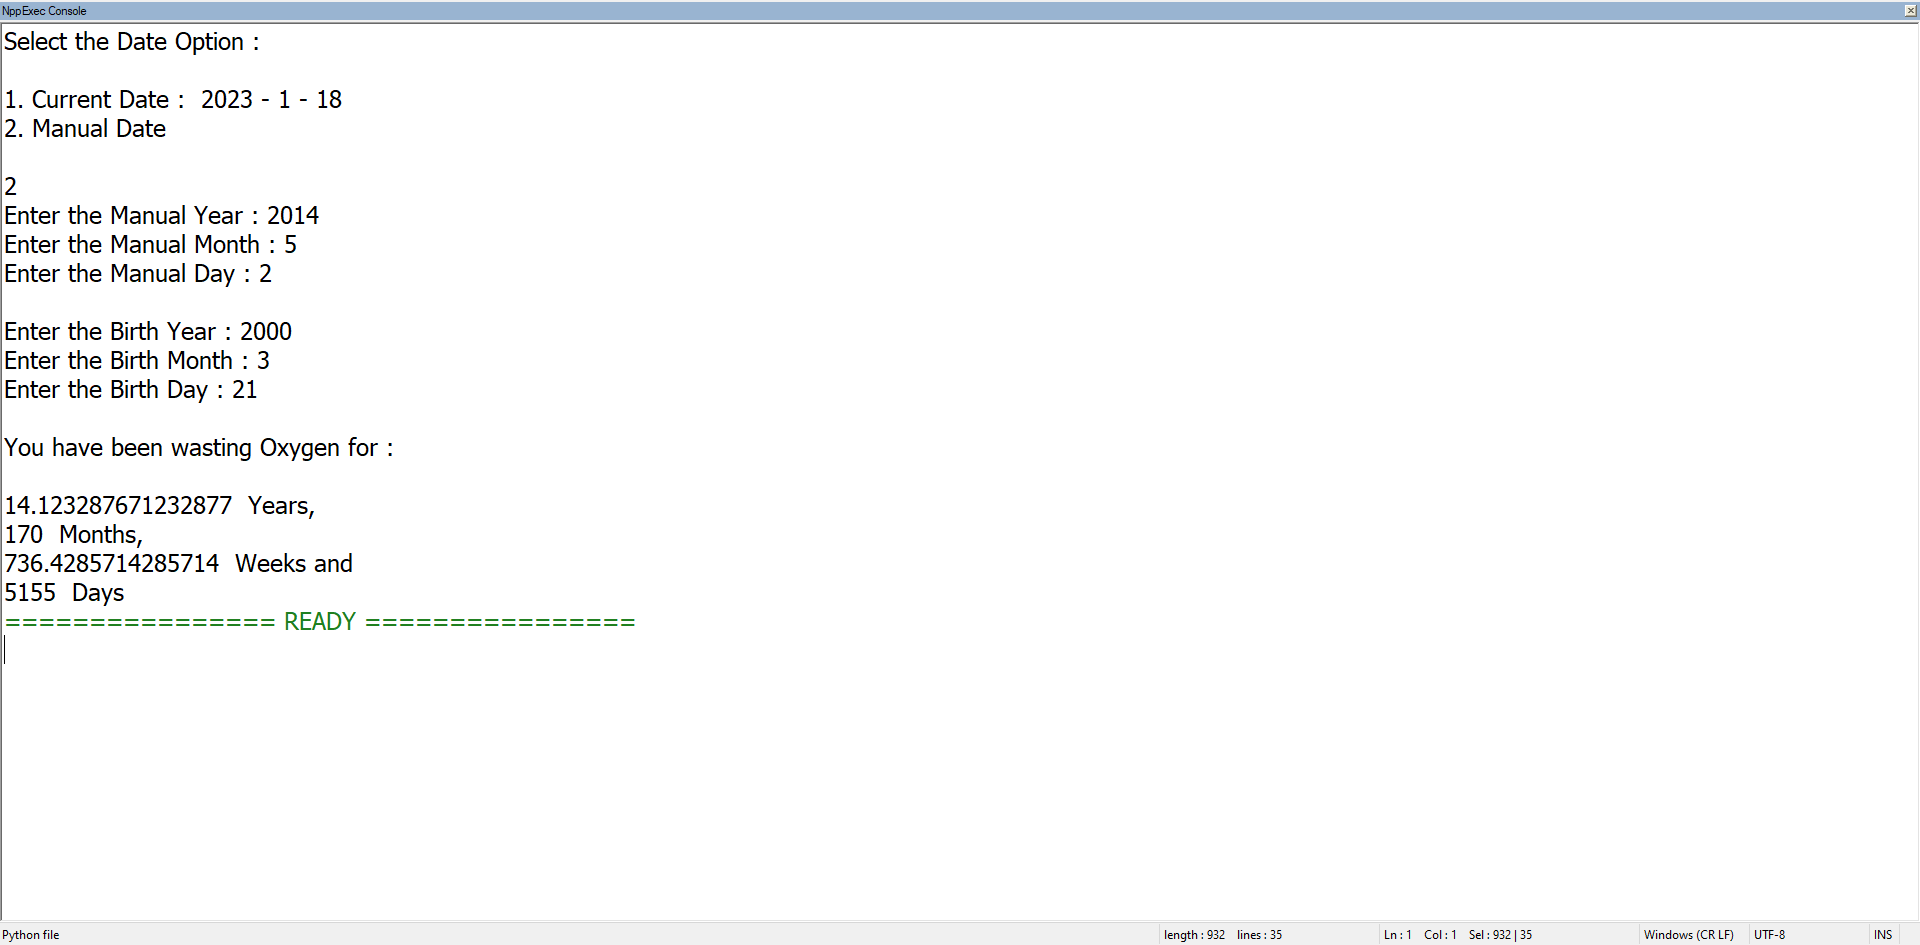 NppExec Console
Select the Date Option :
1. Current Date :  2023 - 1 - 18
2. Manual Date
2
Enter the Manual Year : 2014
Enter the Manual Month : 5
Enter the Manual Day : 2
Enter the Birth Year : 2000
Enter the Birth Month : 3
Enter the Birth Day : 21
You have been wasting Oxygen for :
14.123287671232877  Years,
170  Months,
736.4285714285714  Weeks and
5155  Days
================ READY ================
Python file length : 932 lines : 35 Ln : 1 Col : 1 Sel : 932 | 35 Windows (CR LF) UTF-8 INS